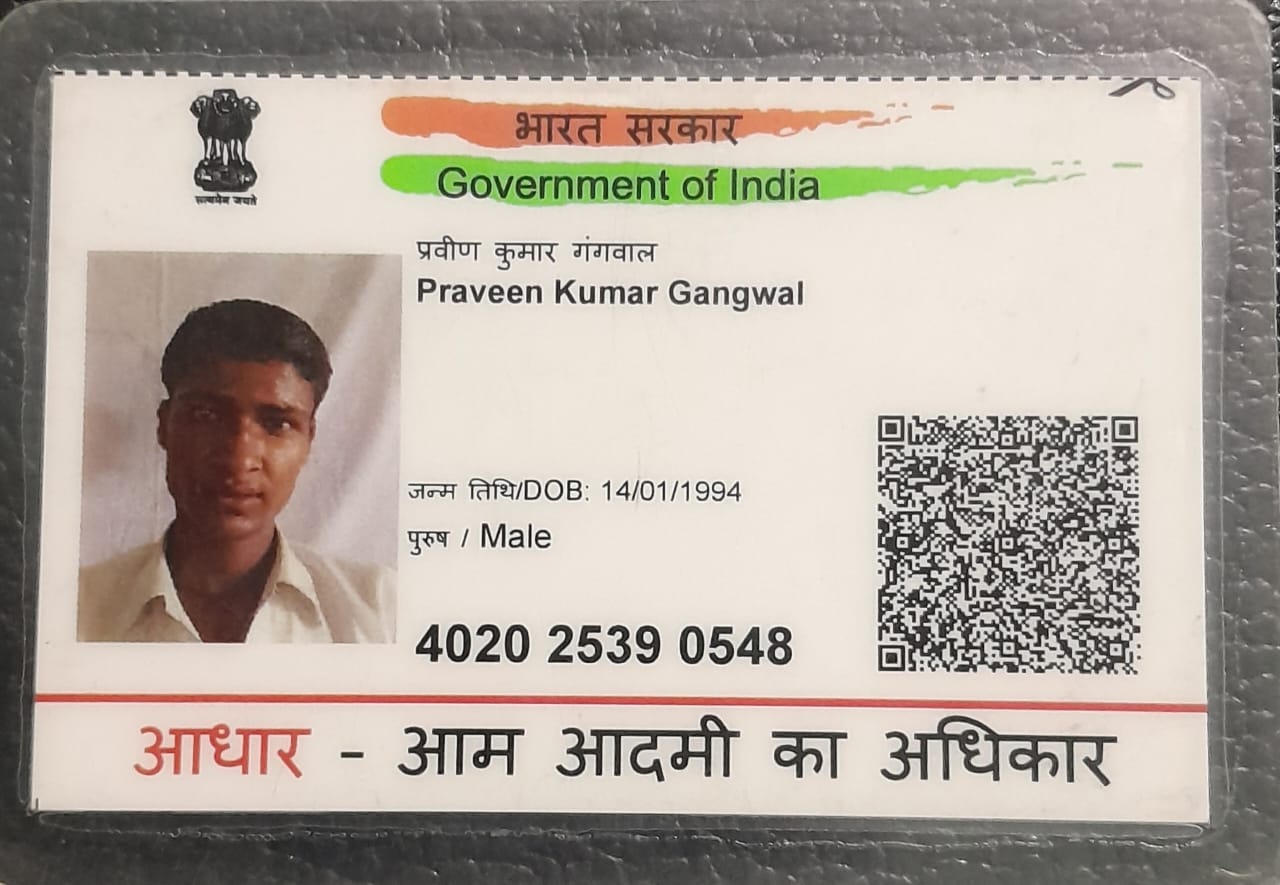 सत्यमेव जयते
भारत सरकार
Government of India
प्रवीण कुमार गंगवाल
Praveen Kumar Gangwal
जन्म तिथि/DOB: 14/01/1994
पुरुष / Male
4020 2539 0548
आधार - आम आदमी का अधिकार